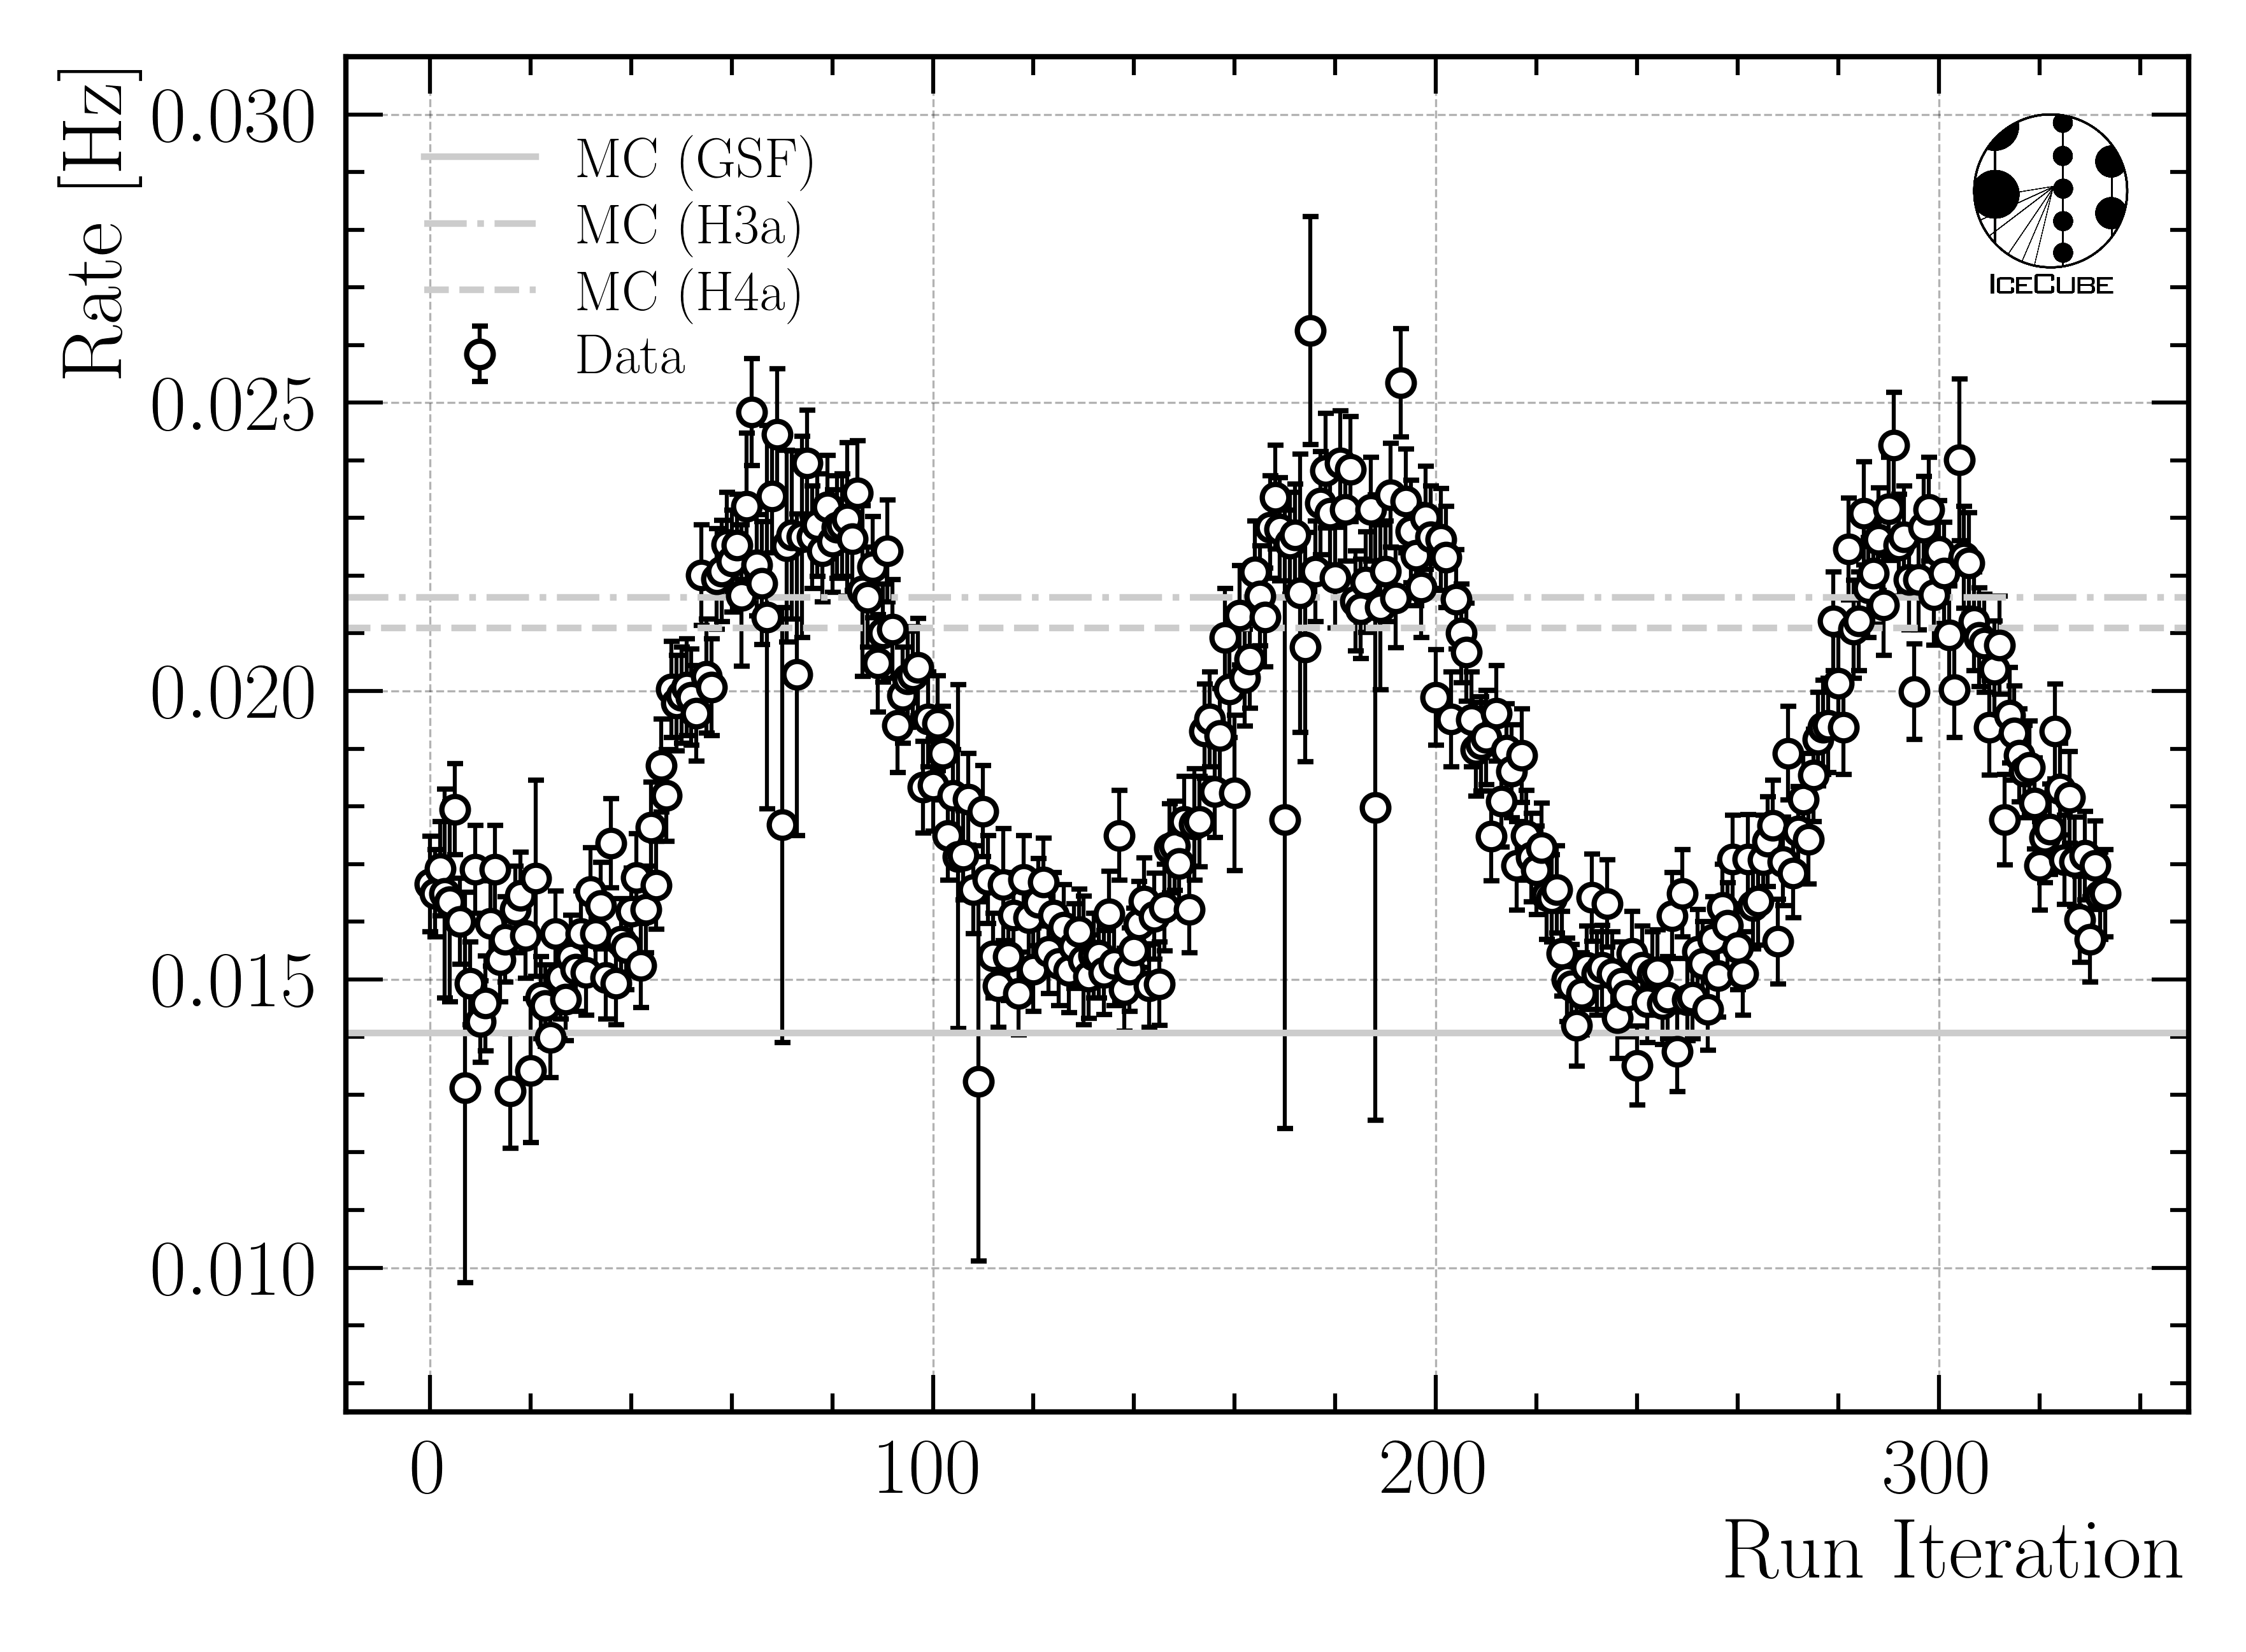 Rate [Hz]
0.030
0.025
0.020
0.015
0.010
MC (GSF)
MC (H3a)
MC (H4a)
Data
ICECUBE
0
100
200
300
Run Iteration